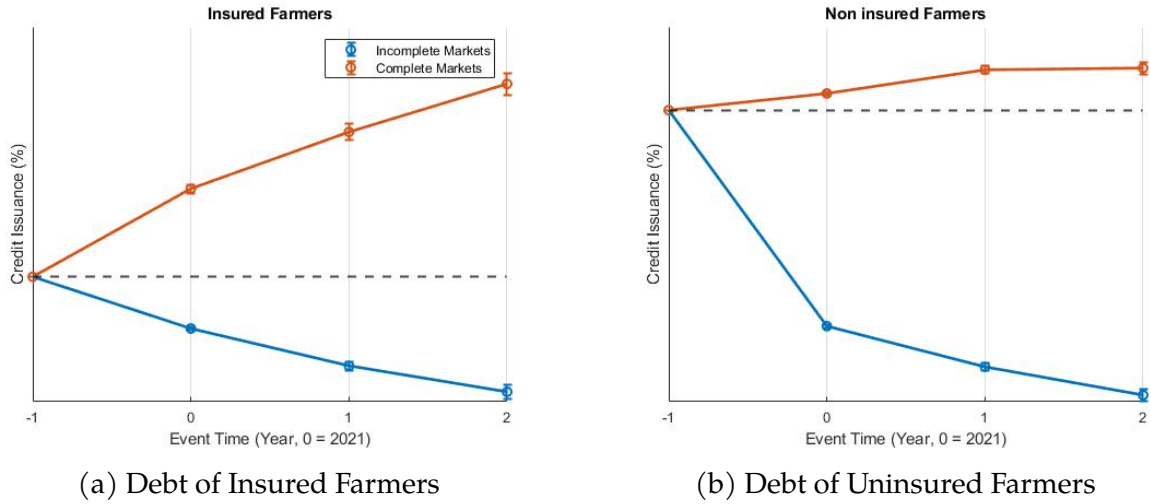 Insured Farmers
Incomplete Markets
Complete Markets
Credit Issuance (%)
-1
0
1
2
Event Time (Year, 0 = 2021)
(a) Debt of Insured Farmers
Non insured Farmers
Credit Issuance (%)
-1
0
1
2
Event Time (Year, 0 = 2021)
(b) Debt of Uninsured Farmers